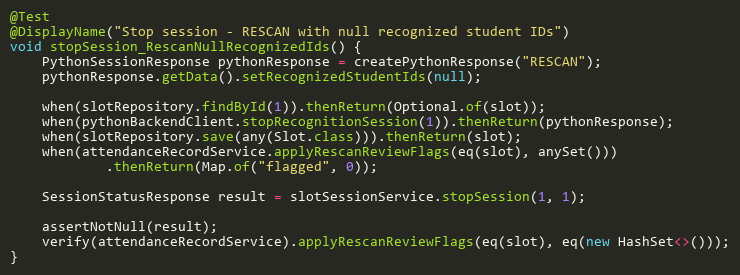 @Test
@DisplayName("Stop session - RESCAN with null recognized student IDs")
void stopSession_RescanNullRecognizedIds() {
    PythonSessionResponse pythonResponse = createPythonResponse("RESCAN");
    pythonResponse.getData().setRecognizedStudentIds(null);

    when(slotRepository.findById(1)).thenReturn(Optional.of(slot));
    when(pythonBackendClient.stopRecognitionSession(1)).thenReturn(pythonResponse);
    when(slotRepository.save(any(Slot.class))).thenReturn(slot);
    when(attendanceRecordService.applyRescanReviewFlags(eq(slot), anySet()))
            .thenReturn(Map.of("flagged", 0));

    SessionStatusResponse result = slotSessionService.stopSession(1, 1);

    assertNotNull(result);
    verify(attendanceRecordService).applyRescanReviewFlags(eq(slot), eq(new HashSet<>()));
}